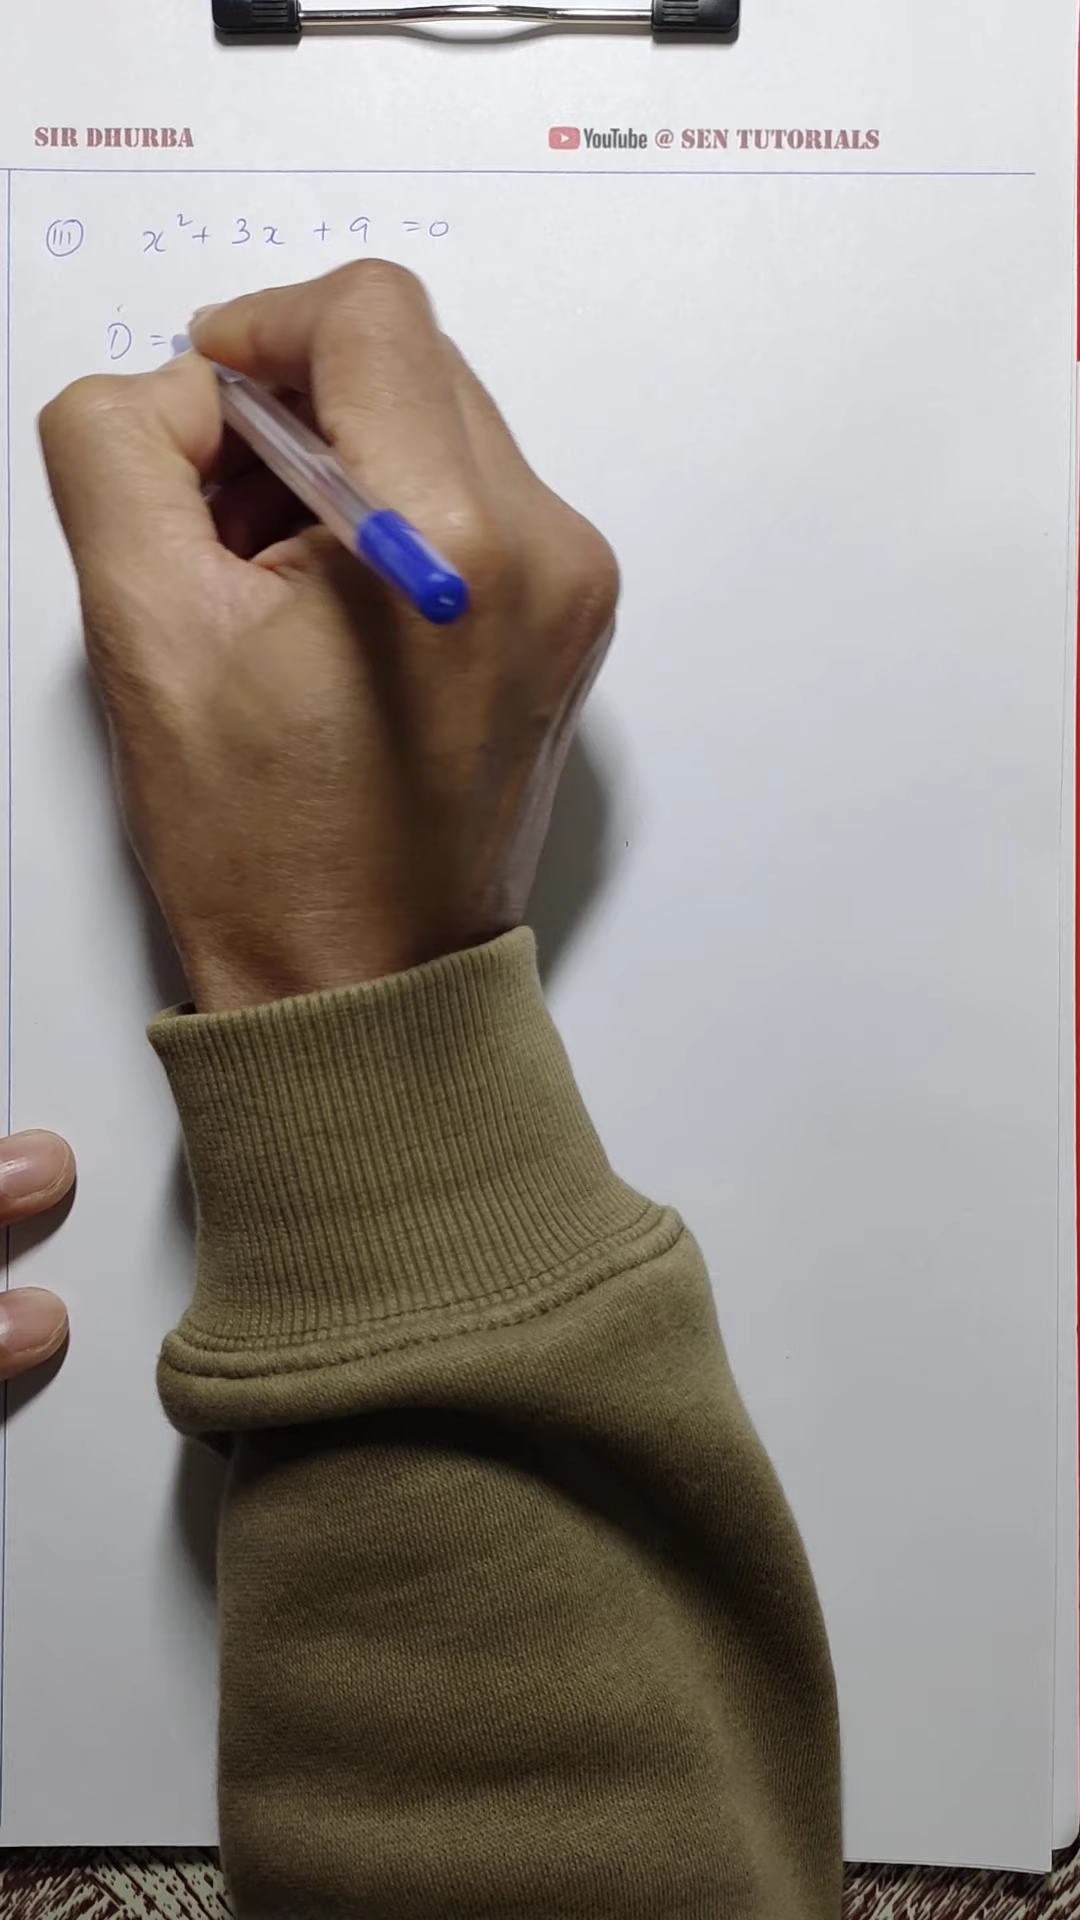 SIR DHURBA
YouTube @ SEN TUTORIALS
(iii) x² + 3x + 9 = 0
D =